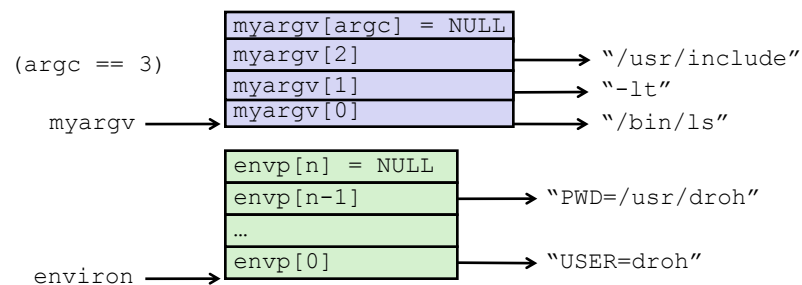 myargv[argc] = NULL
(argc == 3) myargv[2] “/usr/include”
myargv[1] “-lt”
myargv myargv[0] “/bin/ls”
envp[n] = NULL
envp[n-1] “PWD=/usr/droh”
…
environ envp[0] “USER=droh”